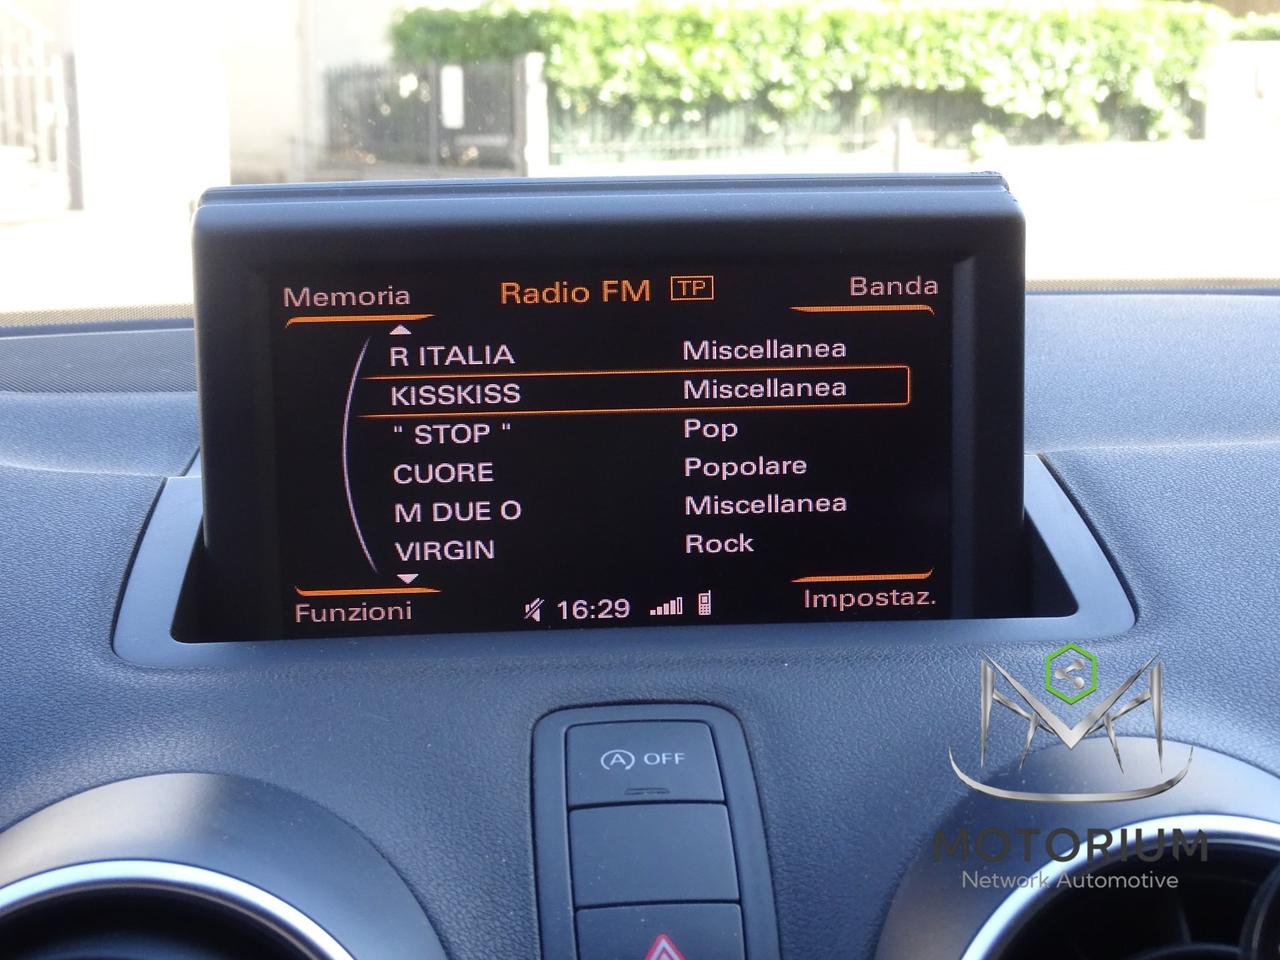 Memoria
Radio FM TP
Banda
R ITALIA Miscellanea
KISSKISS Miscellanea
" STOP " Pop
CUORE Popolare
M DUE O Miscellanea
VIRGIN Rock
Funzioni
16:29
Impostaz.
A OFF
MOTORIUM
Network Automotive